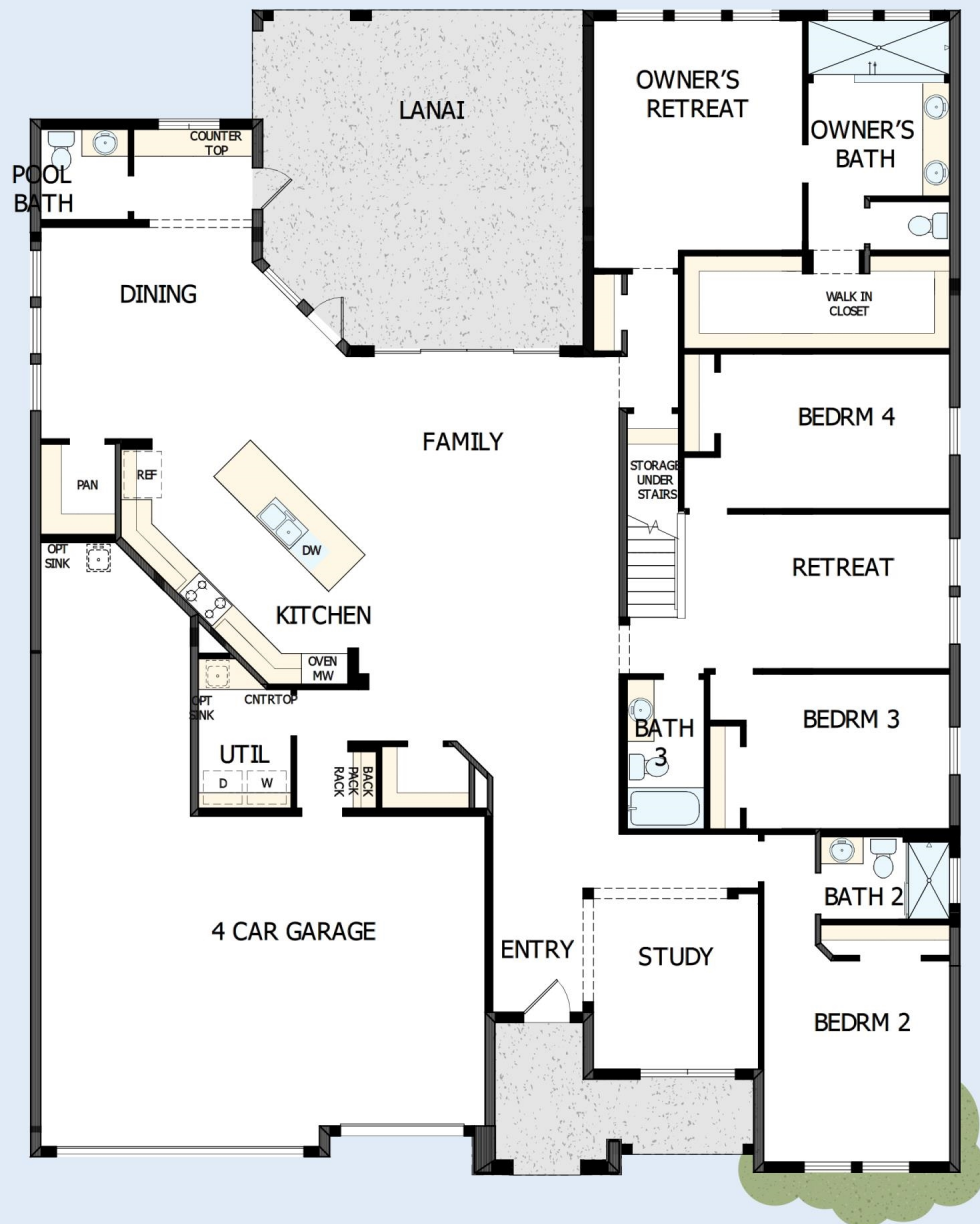 OWNER'S
RETREAT
LANAI
OWNER'S
BATH
COUNTER
TOP
POOL
BATH
DINING
WALK IN
CLOSET
BEDRM 4
FAMILY
STORAGE
UNDER
STAIRS
PAN
REF
DW
OPT
SINK
RETREAT
KITCHEN
OVEN
MW
OPT
SINK
CNTRTOP
BATH
3
BEDRM 3
UTIL
D
W
BACK
PACK
RACK
BATH 2
4 CAR GARAGE
ENTRY
STUDY
BEDRM 2